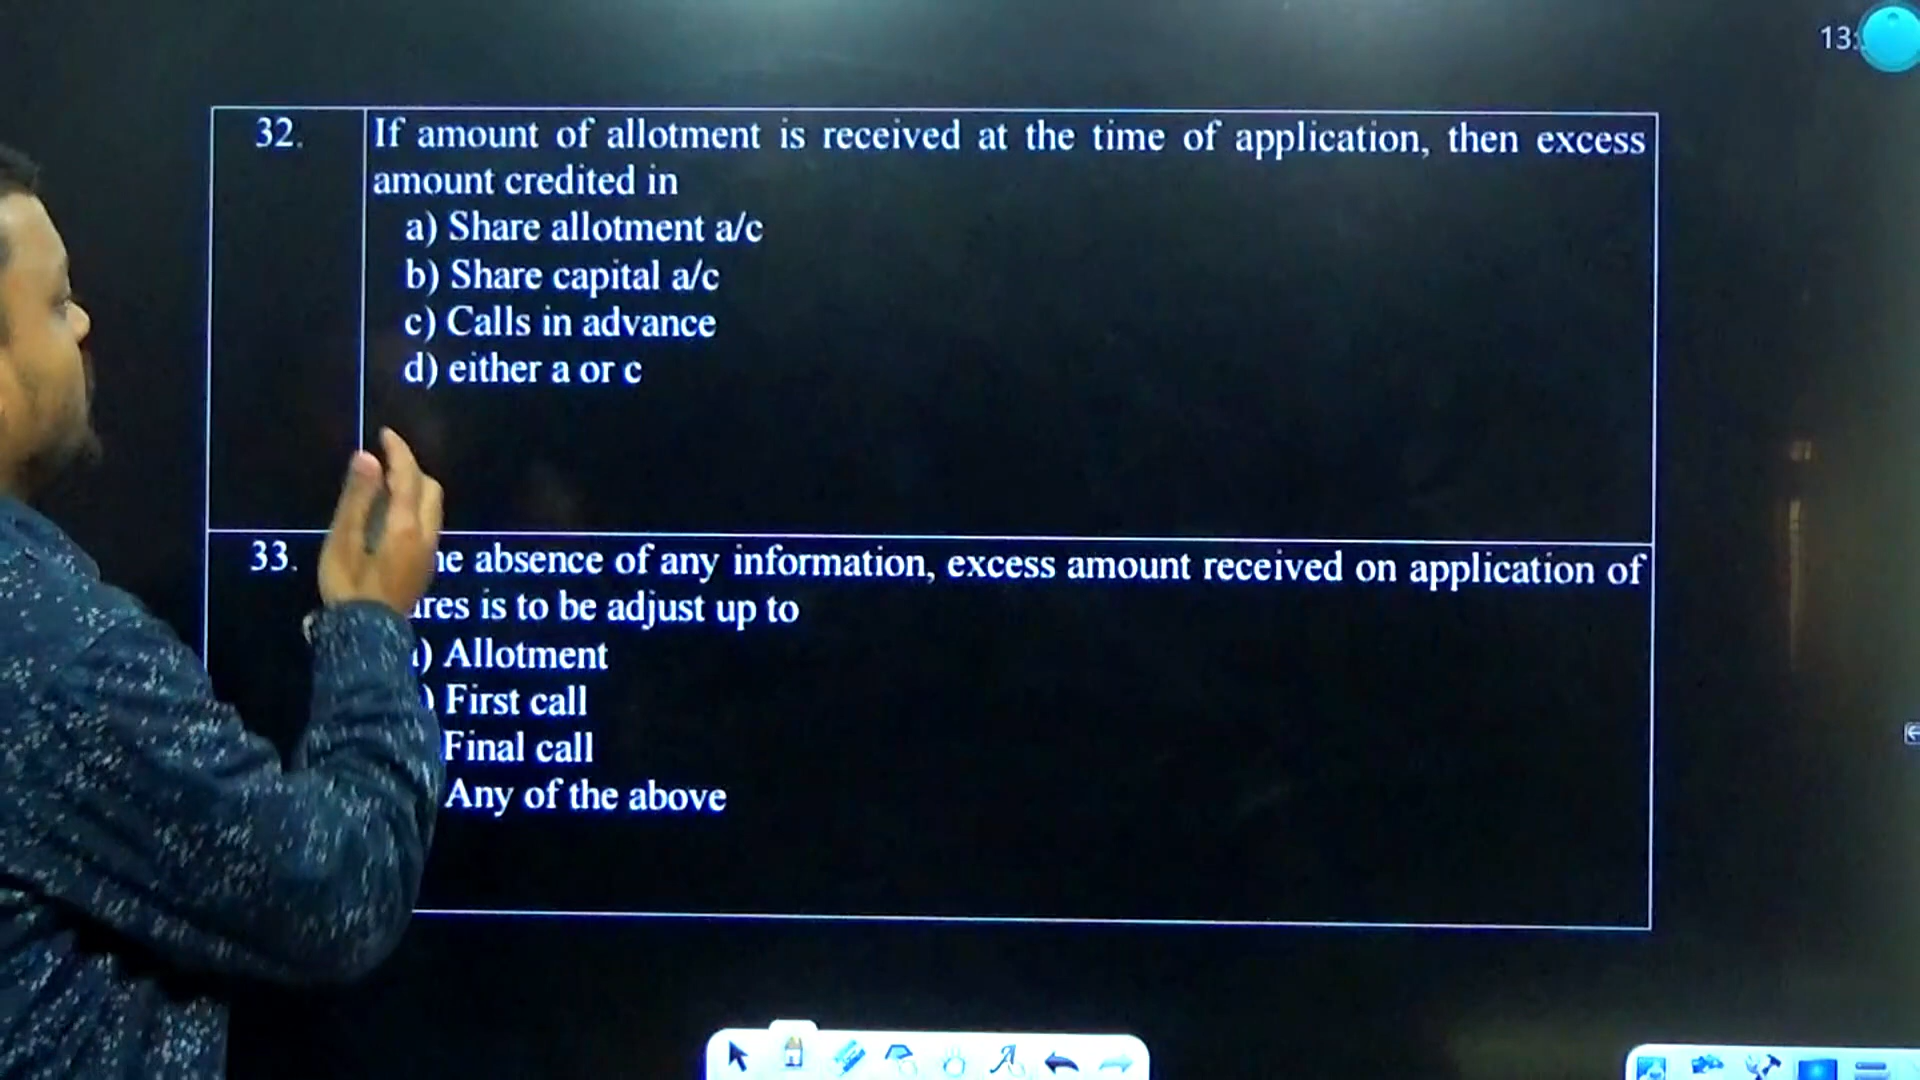 13:
32.
If amount of allotment is received at the time of application, then excess
amount credited in
a) Share allotment a/c
b) Share capital a/c
c) Calls in advance
d) either a or c
33.
absence of any information, excess amount received on application of
is to be adjust up to
) Allotment
) First call
Final call
Any of the above